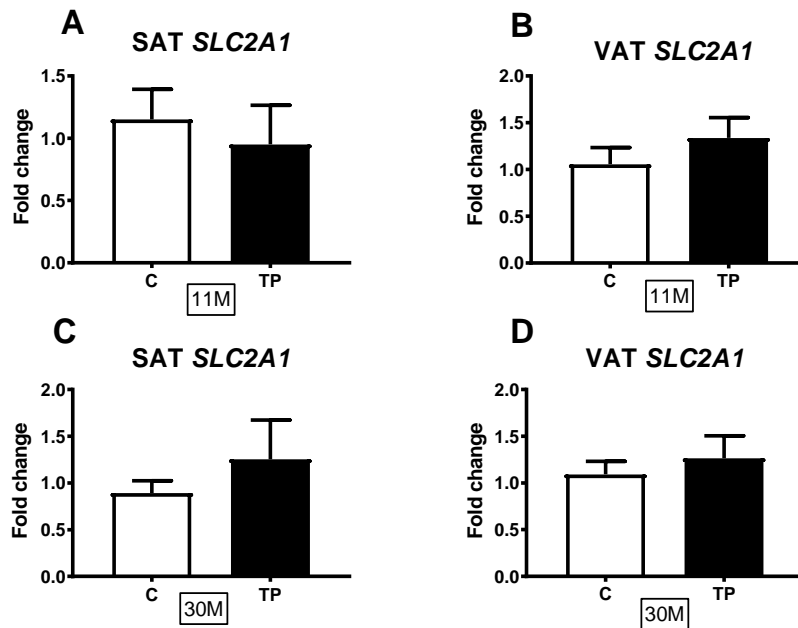 A
SAT SLC2A1
Fold change
1.5
1.0
0.5
0.0
C TP
11M
B
VAT SLC2A1
Fold change
2.0
1.5
1.0
0.5
0.0
C TP
11M
C
SAT SLC2A1
Fold change
2.0
1.5
1.0
0.5
0.0
C TP
30M
D
VAT SLC2A1
Fold change
2.0
1.5
1.0
0.5
0.0
C TP
30M